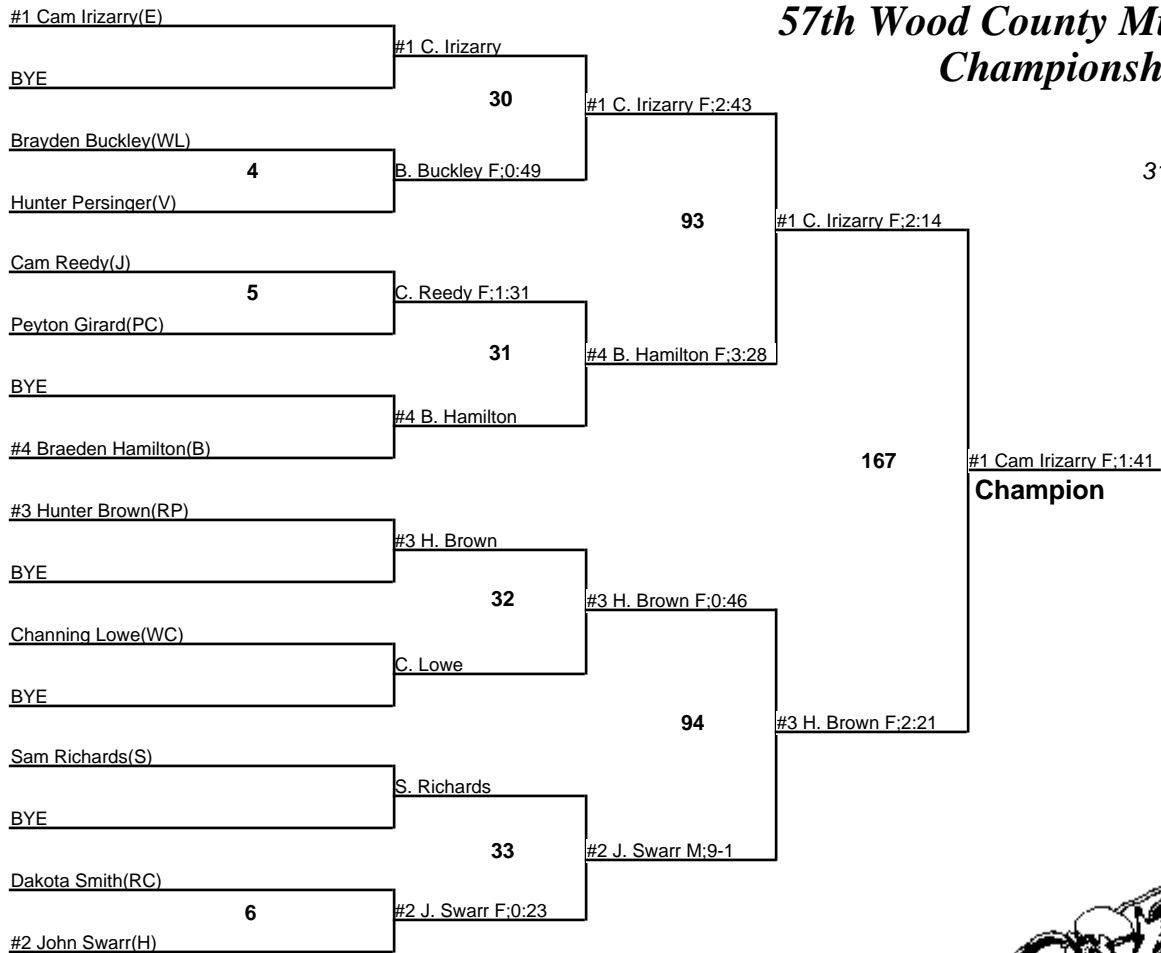 #1 Cam Irizarry(E)
57th Wood County
Championsh
#1 C. Irizarry
BYE
30
#1 C. Irizarry F;2:43
Brayden Buckley(WL)
4
B. Buckley F;0:49
31
Hunter Persinger(V)
93
#1 C. Irizarry F;2:14
Cam Reedy(J)
5
C. Reedy F;1:31
Peyton Girard(PC)
31
#4 B. Hamilton F;3:28
BYE
#4 B. Hamilton
#4 Braeden Hamilton(B)
167
#1 Cam Irizarry F;1:41
Champion
#3 Hunter Brown(RP)
#3 H. Brown
BYE
32
#3 H. Brown F;0:46
Channing Lowe(WC)
C. Lowe
BYE
94
#3 H. Brown F;2:21
Sam Richards(S)
S. Richards
BYE
33
#2 J. Swarr M;9-1
Dakota Smith(RC)
6
#2 J. Swarr F;0:23
#2 John Swarr(H)